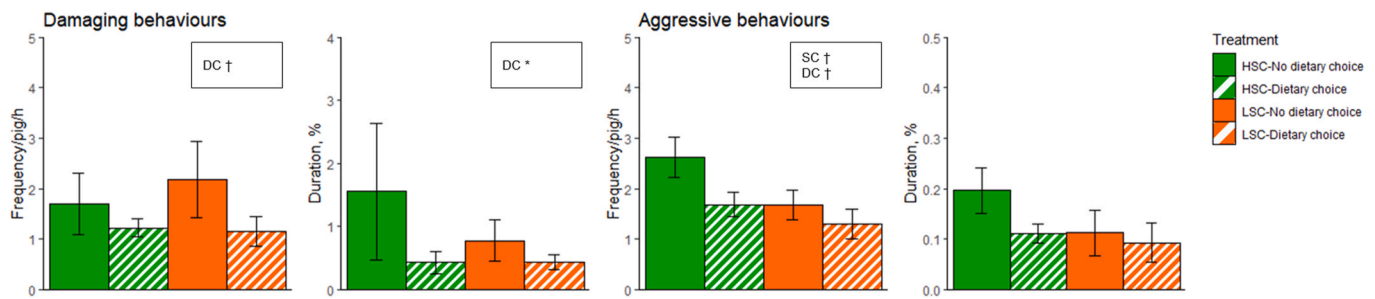 Damaging behaviours
Frequency/pig/h
5
4
3
2
1
0
DC †
Duration, %
4
3
2
1
0
DC *
Aggressive behaviours
Frequency/pig/h
5
4
3
2
1
0
SC †
DC †
Duration, %
0.5
0.4
0.3
0.2
0.1
0.0
Treatment
HSC-No dietary choice
HSC-Dietary choice
LSC-No dietary choice
LSC-Dietary choice